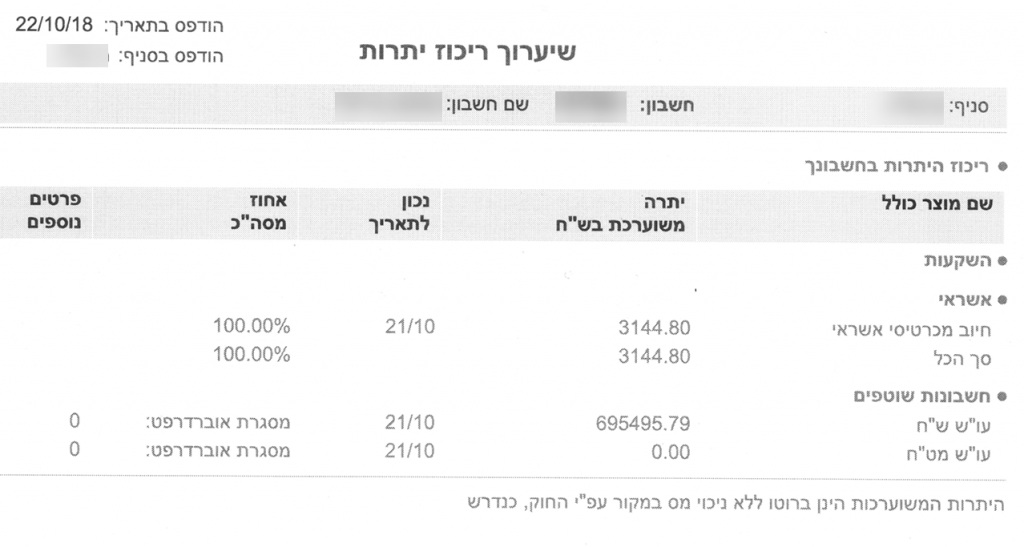 הודפס בתאריך: 22/10/18
הודפס בסניף:
שיערוך ריכוז יתרות
סניף: חשבון: שם חשבון:
● ריכוז היתרות בחשבונך
שם מוצר כולל יתרה משוערכת בש"ח נכון לתאריך אחוז מסה"כ פרטים נוספים
● השקעות
● אשראי
חיוב מכרטיסי אשראי 3144.80 21/10 100.00%
סך הכל 3144.80 100.00%
● חשבונות שוטפים
עו"ש ש"ח 695495.79 21/10 מסגרת אוברדרפט: 0
עו"ש מט"ח 0.00 21/10 מסגרת אוברדרפט: 0
היתרות המשוערכות הינן ברוטו ללא ניכוי מס במקור עפ"י החוק, כנדרש